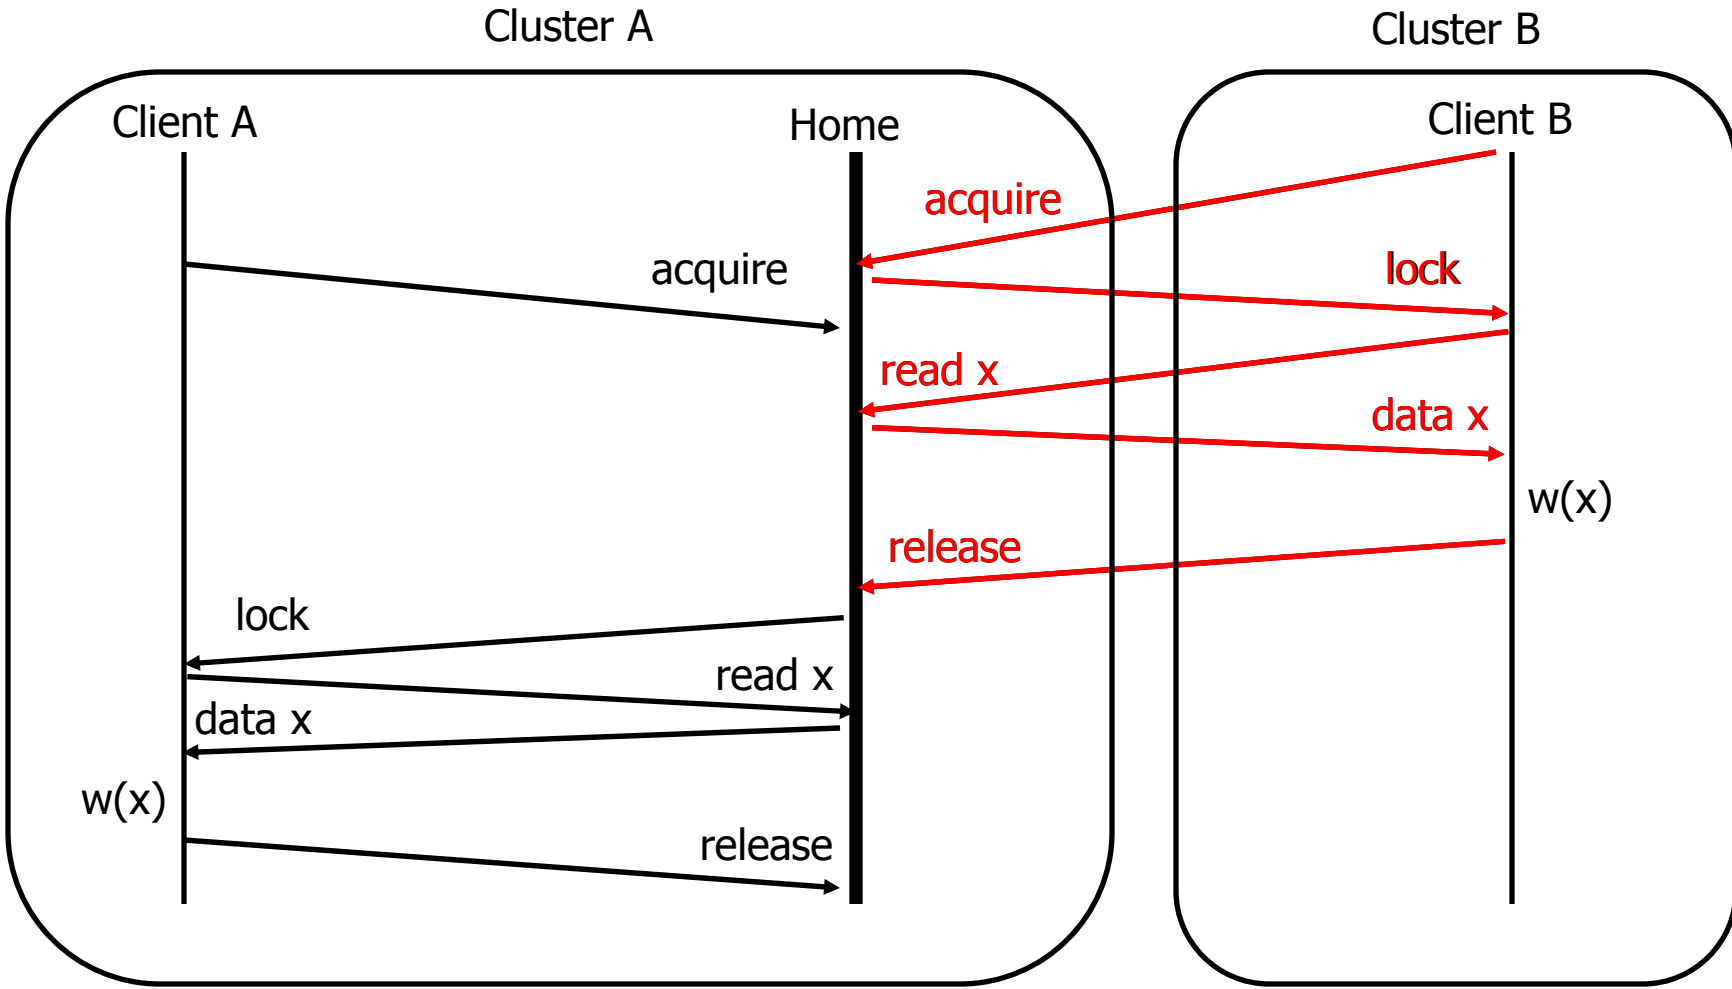 Cluster A
Cluster B
Client A
Home
Client B
acquire
acquire
lock
read x
data x
w(x)
release
lock
read x
data x
w(x)
release